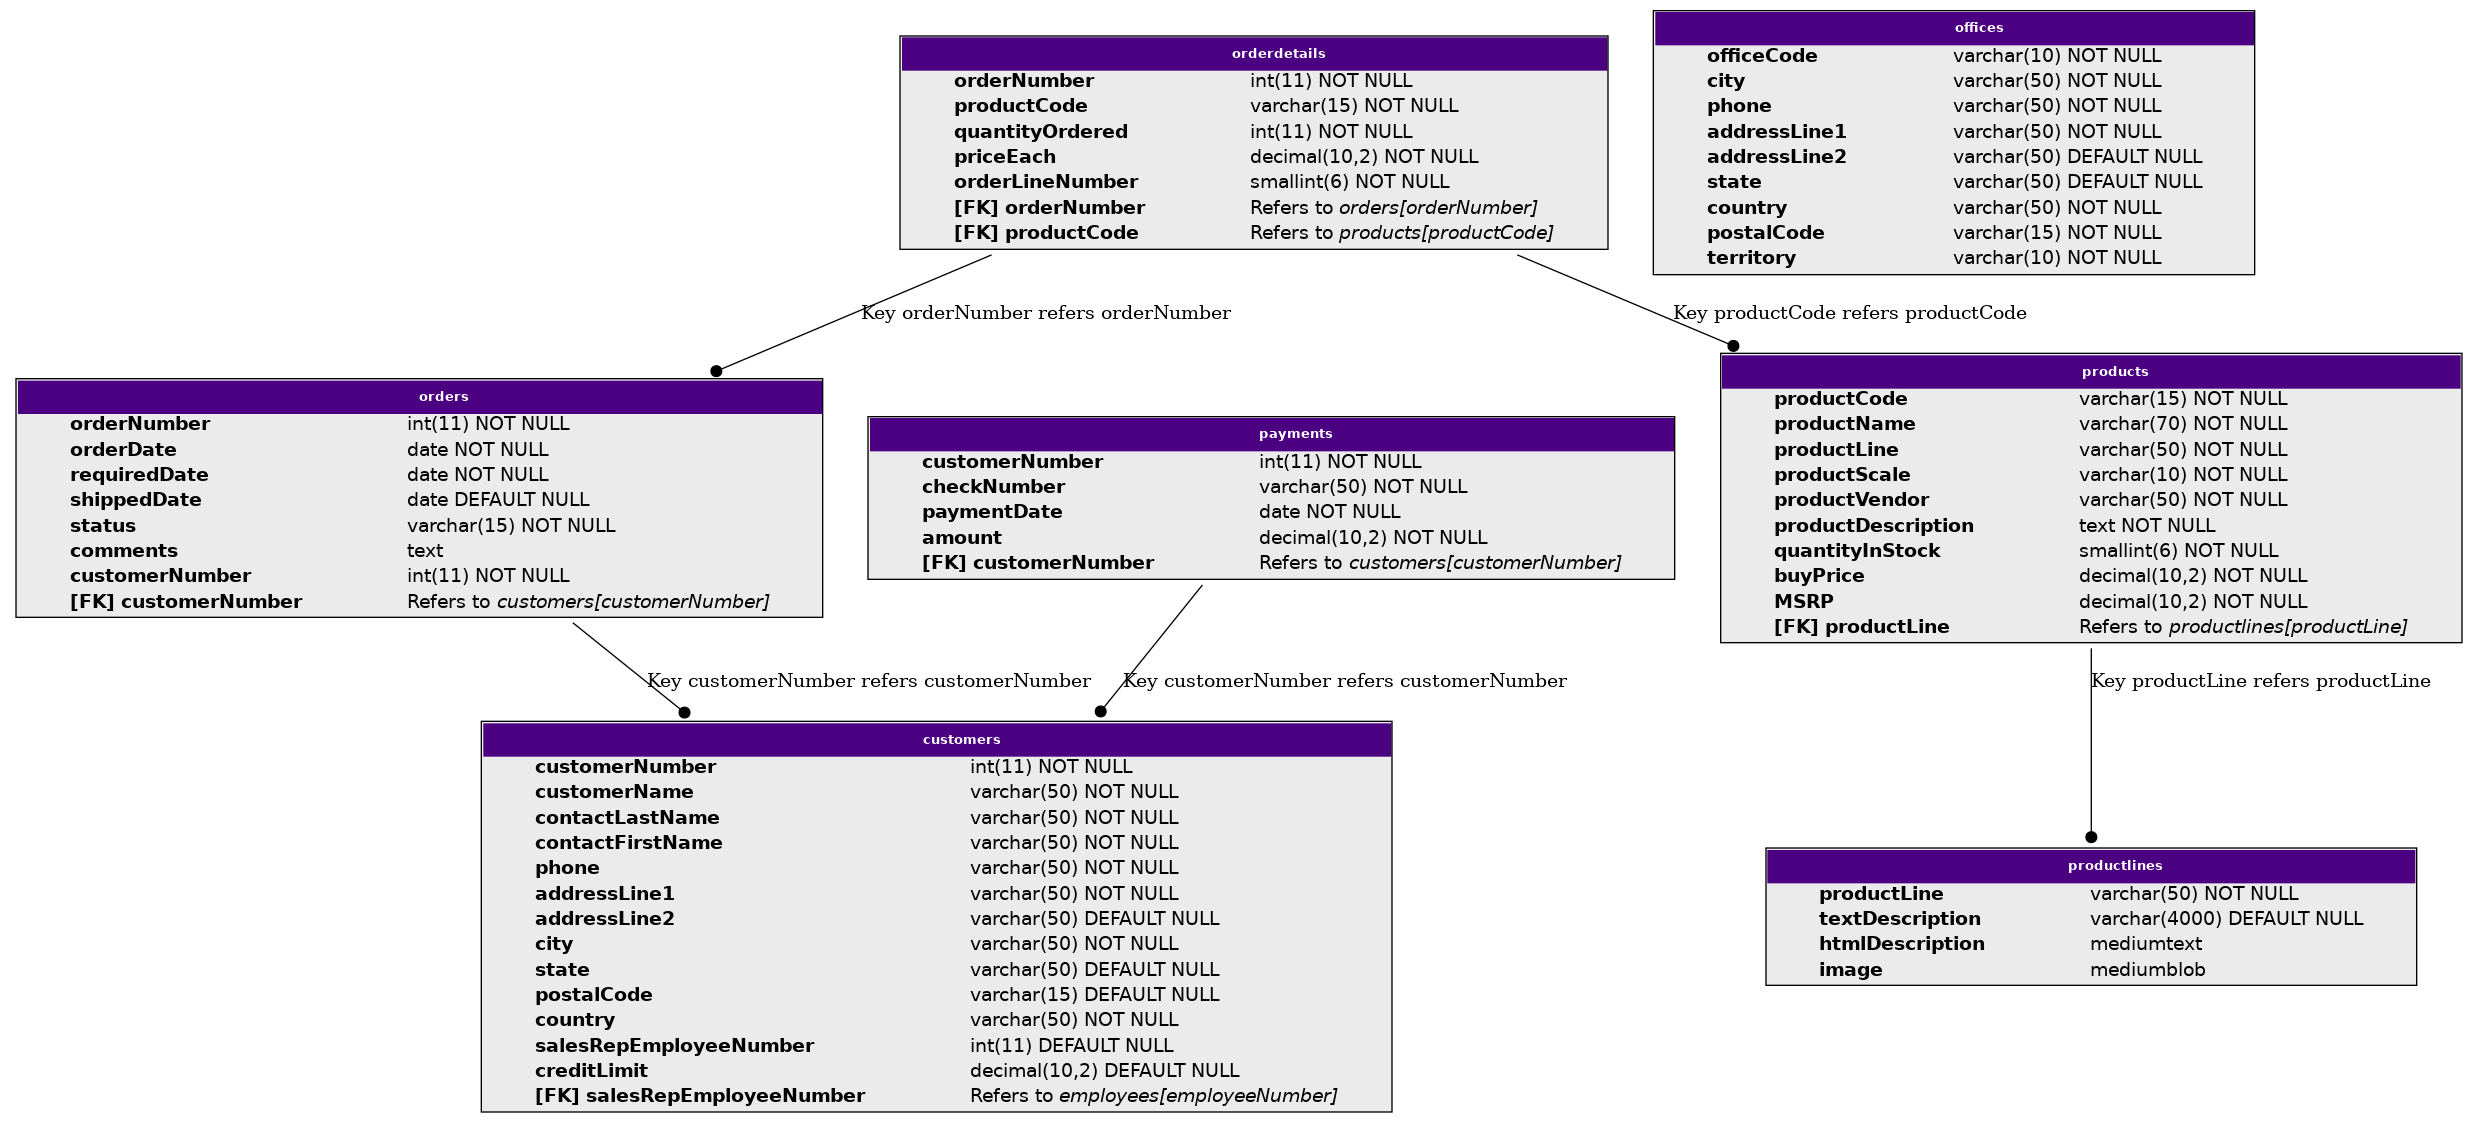 offices
officeCode varchar(10) NOT NULL
city varchar(50) NOT NULL
phone varchar(50) NOT NULL
addressLine1 varchar(50) NOT NULL
addressLine2 varchar(50) DEFAULT NULL
state varchar(50) DEFAULT NULL
country varchar(50) NOT NULL
postalCode varchar(15) NOT NULL
territory varchar(10) NOT NULL
orderdetails
orderNumber int(11) NOT NULL
productCode varchar(15) NOT NULL
quantityOrdered int(11) NOT NULL
priceEach decimal(10,2) NOT NULL
orderLineNumber smallint(6) NOT NULL
[FK] orderNumber Refers to orders[orderNumber]
[FK] productCode Refers to products[productCode]
Key orderNumber refers orderNumber
Key productCode refers productCode
orders
orderNumber int(11) NOT NULL
orderDate date NOT NULL
requiredDate date NOT NULL
shippedDate date DEFAULT NULL
status varchar(15) NOT NULL
comments text
customerNumber int(11) NOT NULL
[FK] customerNumber Refers to customers[customerNumber]
payments
customerNumber int(11) NOT NULL
checkNumber varchar(50) NOT NULL
paymentDate date NOT NULL
amount decimal(10,2) NOT NULL
[FK] customerNumber Refers to customers[customerNumber]
products
productCode varchar(15) NOT NULL
productName varchar(70) NOT NULL
productLine varchar(50) NOT NULL
productScale varchar(10) NOT NULL
productVendor varchar(50) NOT NULL
productDescription text NOT NULL
quantityInStock smallint(6) NOT NULL
buyPrice decimal(10,2) NOT NULL
MSRP decimal(10,2) NOT NULL
[FK] productLine Refers to productlines[productLine]
Key customerNumber refers customerNumber
Key customerNumber refers customerNumber
Key productLine refers productLine
customers
customerNumber int(11) NOT NULL
customerName varchar(50) NOT NULL
contactLastName varchar(50) NOT NULL
contactFirstName varchar(50) NOT NULL
phone varchar(50) NOT NULL
addressLine1 varchar(50) NOT NULL
addressLine2 varchar(50) DEFAULT NULL
city varchar(50) NOT NULL
state varchar(50) DEFAULT NULL
postalCode varchar(15) DEFAULT NULL
country varchar(50) NOT NULL
salesRepEmployeeNumber int(11) DEFAULT NULL
creditLimit decimal(10,2) DEFAULT NULL
[FK] salesRepEmployeeNumber Refers to employees[employeeNumber]
productlines
productLine varchar(50) NOT NULL
textDescription varchar(4000) DEFAULT NULL
htmlDescription mediumtext
image mediumblob